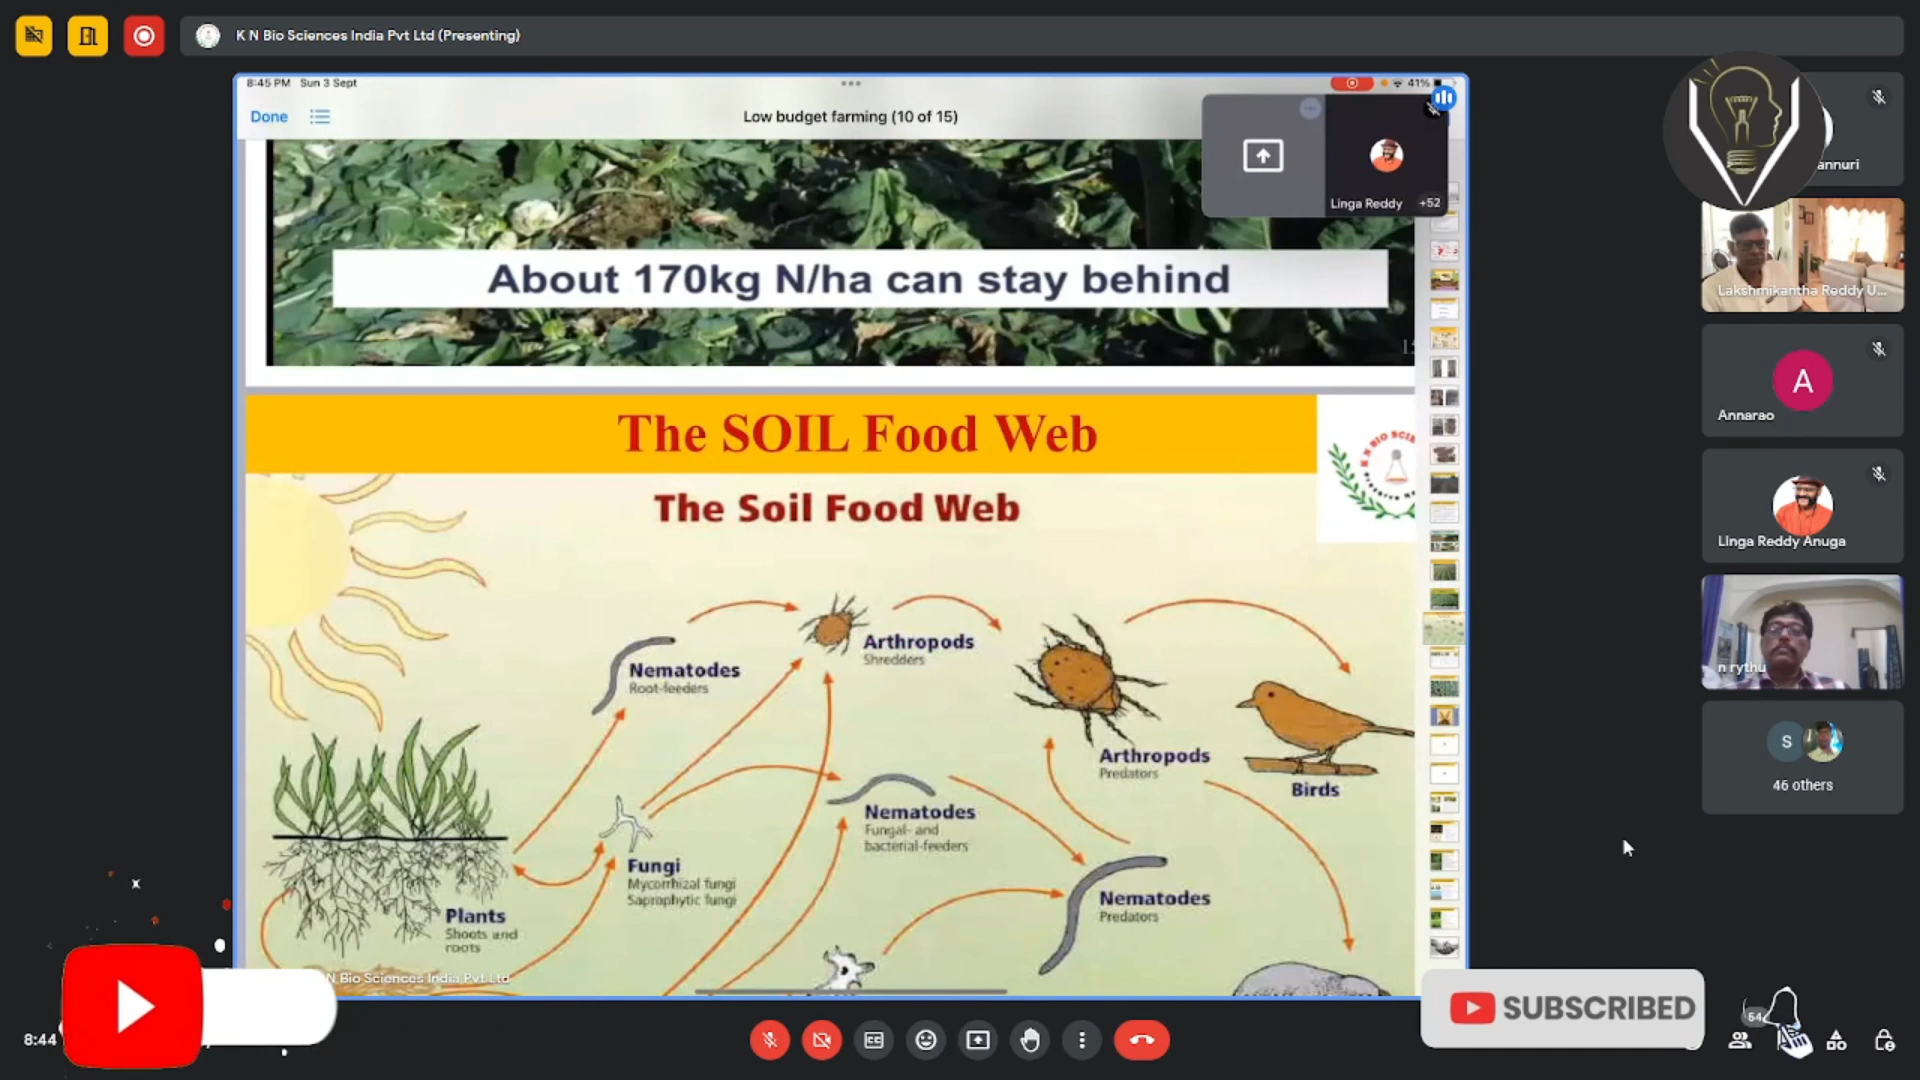 K N Bio Sciences India Pvt Ltd (Presenting)
8:45 PM Sun 3 Sept
41%
Done
Low budget farming (10 of 15)
Linga Reddy +52
About 170kg N/ha can stay behind
The SOIL Food Web
The Soil Food Web
Arthropods
Shredders
Nematodes
Root-feeders
Arthropods
Predators
Birds
Nematodes
Fungal- and
bacterial-feeders
Fungi
Mycorrhizal fungi
Saprophytic fungi
Nematodes
Predators
Plants
Shoots and
roots
N Bio Sciences India Pvt Ltd
annuri
Lakshmikantha Reddy U...
A
Annarao
Linga Reddy Anuga
n rythu
S
46 others
SUBSCRIBED
8:44
54